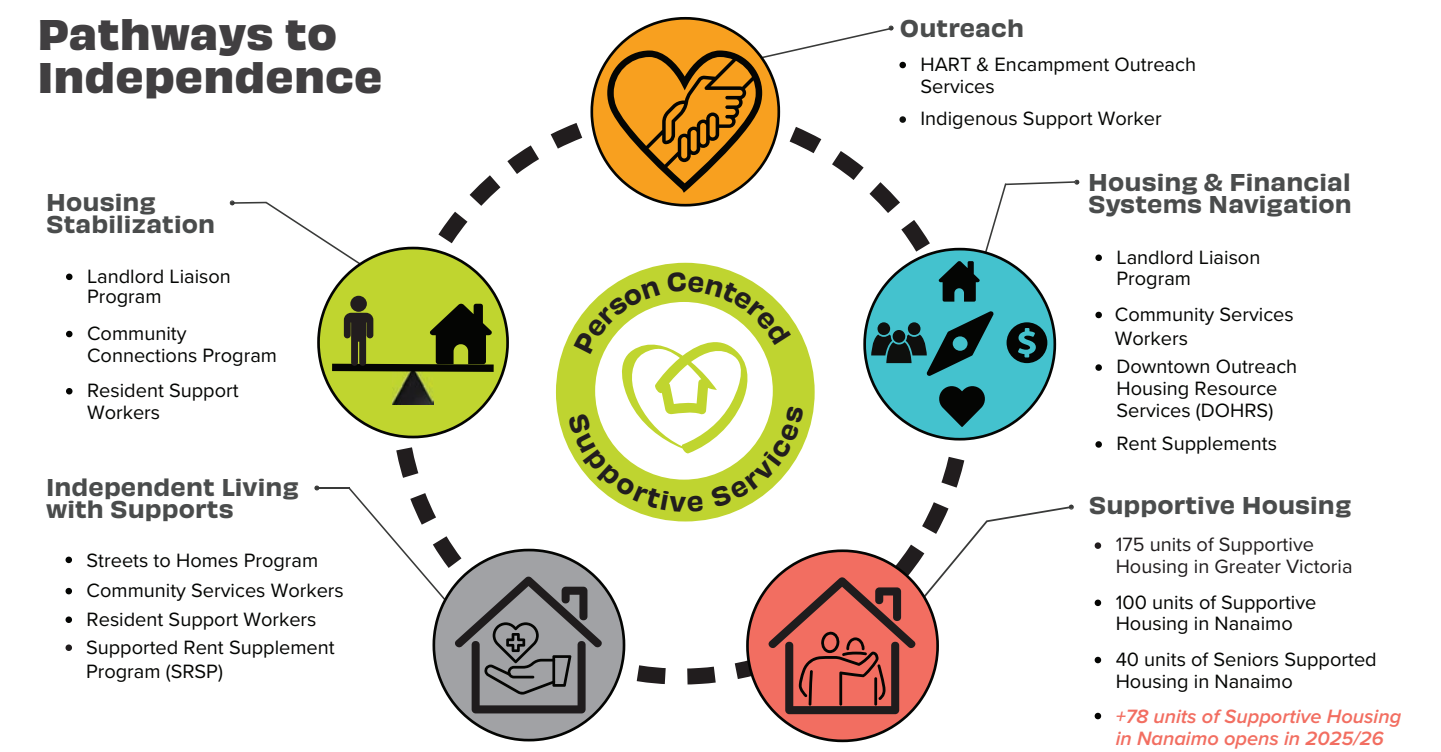 Pathways to
Independence
Outreach
• HART & Encampment Outreach
Services
• Indigenous Support Worker
Housing & Financial
Systems Navigation
• Landlord Liaison
Program
• Community Services
Workers
• Downtown Outreach
Housing Resource
Services (DOHRS)
• Rent Supplements
$
Supportive Housing
• 175 units of Supportive
Housing in Greater Victoria
• 100 units of Supportive
Housing in Nanaimo
• 40 units of Seniors Supported
Housing in Nanaimo
• +78 units of Supportive Housing
in Nanaimo opens in 2025/26
Independent Living
with Supports
• Streets to Homes Program
• Community Services Workers
• Resident Support Workers
• Supported Rent Supplement
Program (SRSP)
Housing
Stabilization
• Landlord Liaison
Program
• Community
Connections Program
• Resident Support
Workers
Person Centered
Supportive Services